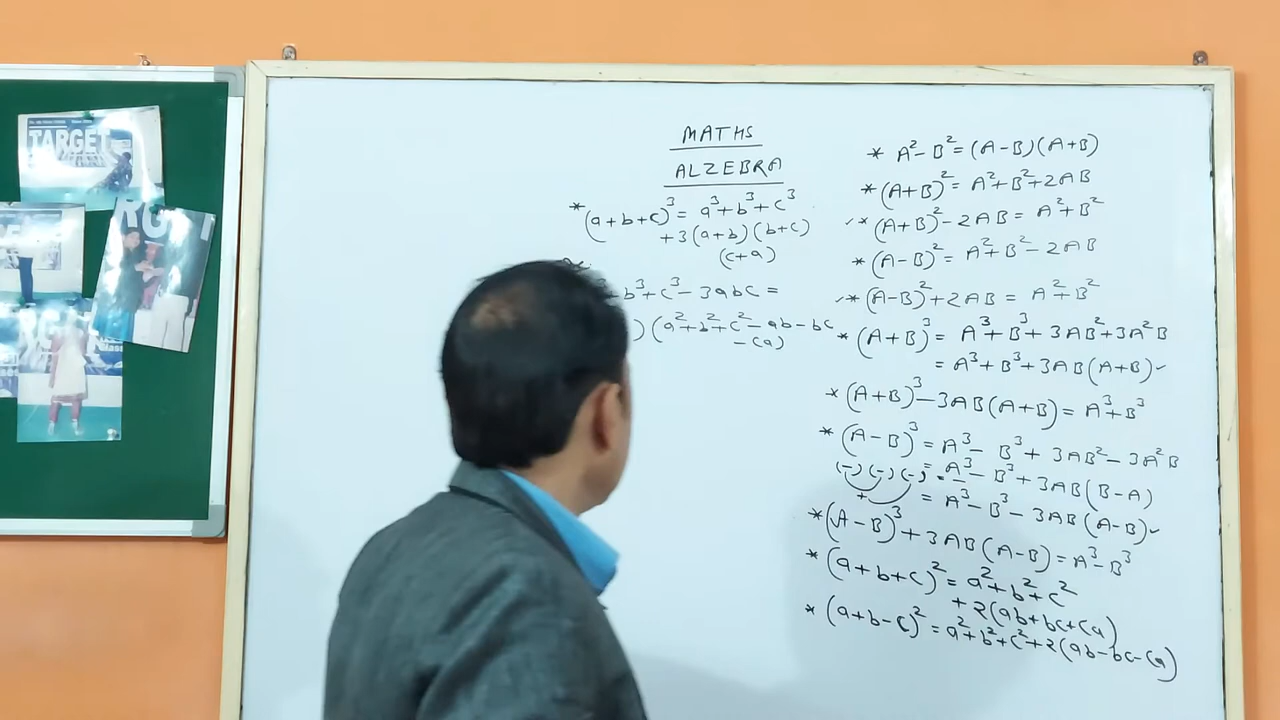 TARGET
RG
MATHS
ALZEBRA
* (a+b+c)³ = a³+b³+c³
+3(a+b)(b+c)
(c+a)
b³+c³-3abc =
) (a²+b²+c²-ab-bc
-ca)
* A²-B²=(A-B)(A+B)
* (A+B)² = A²+B²+2AB
✓* (A+B)²-2AB = A²+B²
* (A-B)² = A²+B²-2AB
✓* (A-B)²+2AB = A²+B²
* (A+B)³ = A³+B³+3AB²+3A²B
= A³+B³+3AB(A+B)✓
* (A+B)³-3AB(A+B) = A³+B³
* (A-B)³ = A³-B³+3AB²-3A²B
(-)(-)(-) = A³-B³+3AB(B-A)
+ = A³-B³-3AB(A-B)✓
* (A-B)³+3AB(A-B)=A³-B³
* (a+b+c)² = a²+b²+c²
+2(ab+bc+ca)
* (a+b-c)² = a²+b²+c²+2(ab-bc-ca)